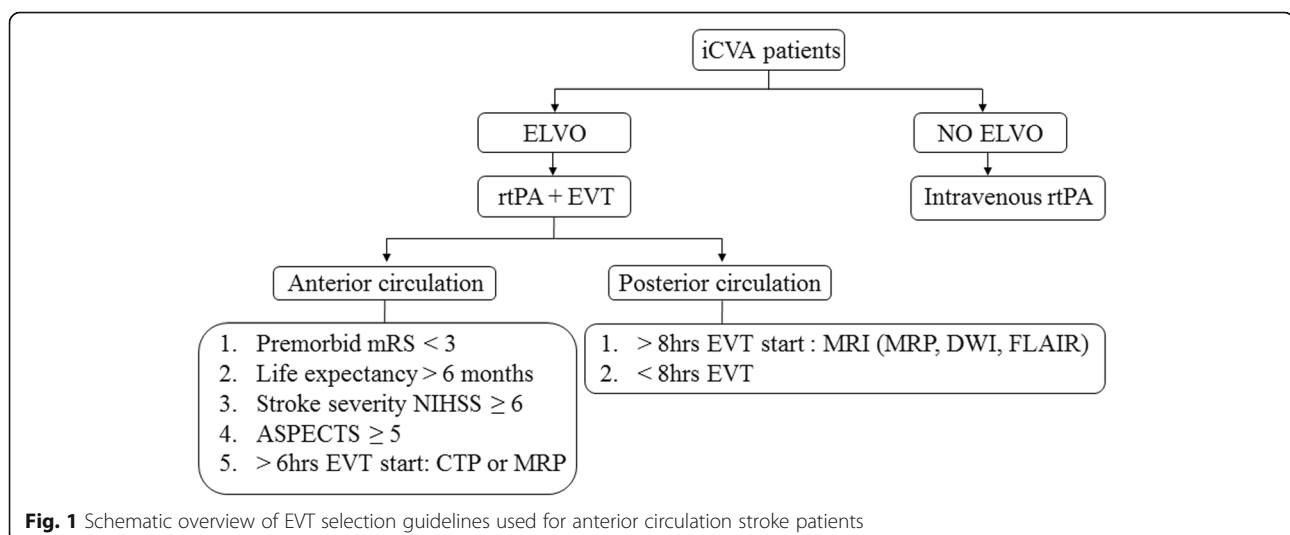 iCVA patients
ELVO
NO ELVO
rtPA + EVT
Intravenous rtPA
Anterior circulation
Posterior circulation
1. Premorbid mRS < 3
2. Life expectancy > 6 months
3. Stroke severity NIHSS ≥ 6
4. ASPECTS ≥ 5
5. > 6hrs EVT start: CTP or MRP
1. > 8hrs EVT start : MRI (MRP, DWI, FLAIR)
2. < 8hrs EVT
Fig. 1 Schematic overview of EVT selection guidelines used for anterior circulation stroke patients